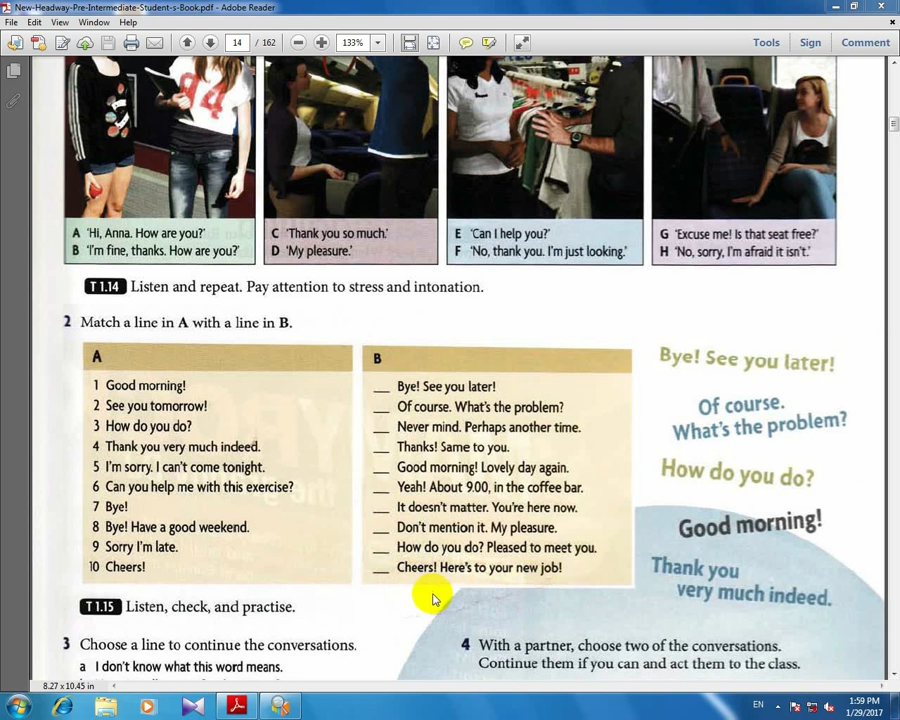 New-Headway-Pre-Intermediate-Student-s-Book.pdf - Adobe Reader
File Edit View Window Help
14 / 162 133% Tools Sign Comment
94
A 'Hi, Anna. How are you?'
B 'I'm fine, thanks. How are you?'
C 'Thank you so much.'
D 'My pleasure.'
E 'Can I help you?'
F 'No, thank you. I'm just looking.'
G 'Excuse me! Is that seat free?'
H 'No, sorry, I'm afraid it isn't.'
T 1.14 Listen and repeat. Pay attention to stress and intonation.
2 Match a line in A with a line in B.
A
1 Good morning!
2 See you tomorrow!
3 How do you do?
4 Thank you very much indeed.
5 I'm sorry. I can't come tonight.
6 Can you help me with this exercise?
7 Bye!
8 Bye! Have a good weekend.
9 Sorry I'm late.
10 Cheers!
B
___ Bye! See you later!
___ Of course. What's the problem?
___ Never mind. Perhaps another time.
___ Thanks! Same to you.
___ Good morning! Lovely day again.
___ Yeah! About 9.00, in the coffee bar.
___ It doesn't matter. You're here now.
___ Don't mention it. My pleasure.
___ How do you do? Pleased to meet you.
___ Cheers! Here's to your new job!
Bye! See you later!
Of course.
What's the problem?
How do you do?
Good morning!
Thank you
very much indeed.
T 1.15 Listen, check, and practise.
3 Choose a line to continue the conversations.
a I don't know what this word means.
4 With a partner, choose two of the conversations.
Continue them if you can and act them to the class.
8.27 x 10.45 in
EN 1:59 PM
1/29/2017